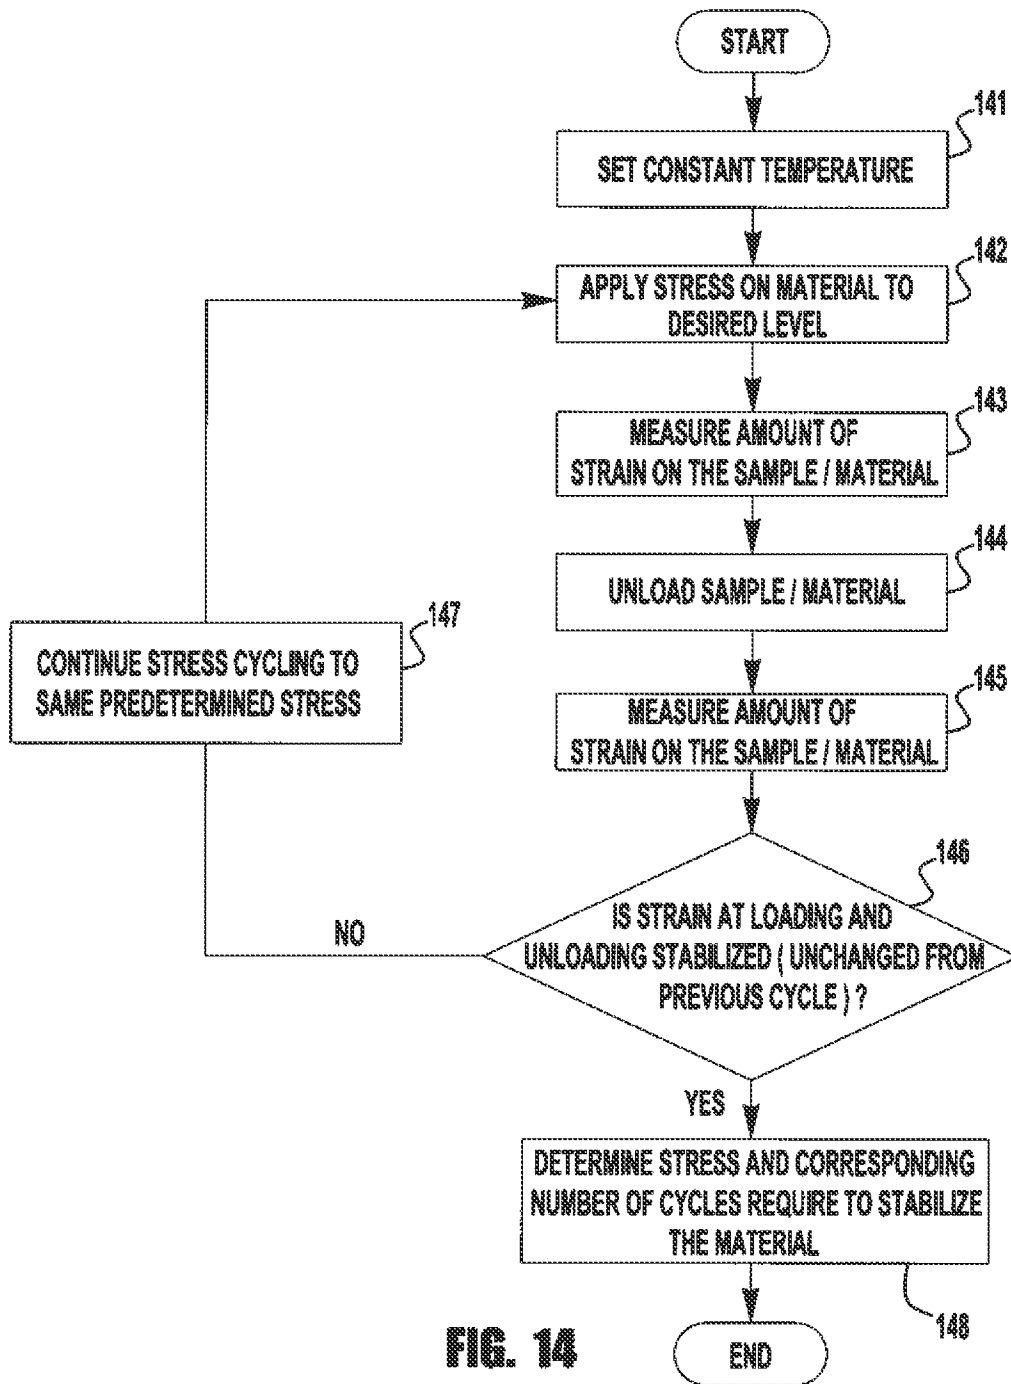 START
141
SET CONSTANT TEMPERATURE
142
APPLY STRESS ON MATERIAL TO
DESIRED LEVEL
143
MEASURE AMOUNT OF
STRAIN ON THE SAMPLE / MATERIAL
144
UNLOAD SAMPLE / MATERIAL
147
CONTINUE STRESS CYCLING TO
SAME PREDETERMINED STRESS
145
MEASURE AMOUNT OF
STRAIN ON THE SAMPLE / MATERIAL
146
IS STRAIN AT LOADING AND
UNLOADING STABILIZED ( UNCHANGED FROM
PREVIOUS CYCLE ) ?
NO
YES
DETERMINE STRESS AND CORRESPONDING
NUMBER OF CYCLES REQUIRE TO STABILIZE
THE MATERIAL
148
END
FIG. 14